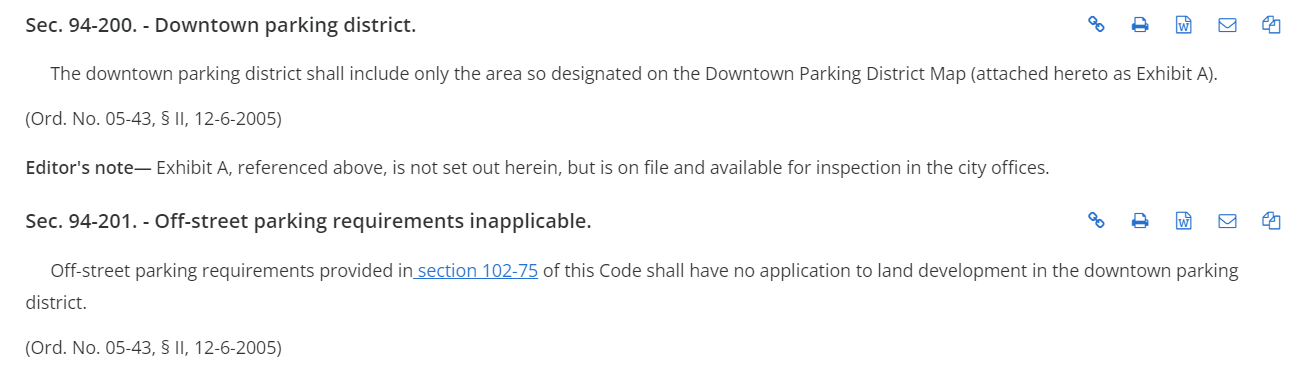 Sec. 94-200. - Downtown parking district.
The downtown parking district shall include only the area so designated on the Downtown Parking District Map (attached hereto as Exhibit A).
(Ord. No. 05-43, § II, 12-6-2005)
Editor's note— Exhibit A, referenced above, is not set out herein, but is on file and available for inspection in the city offices.
Sec. 94-201. - Off-street parking requirements inapplicable.
Off-street parking requirements provided in section 102-75 of this Code shall have no application to land development in the downtown parking
district.
(Ord. No. 05-43, § II, 12-6-2005)